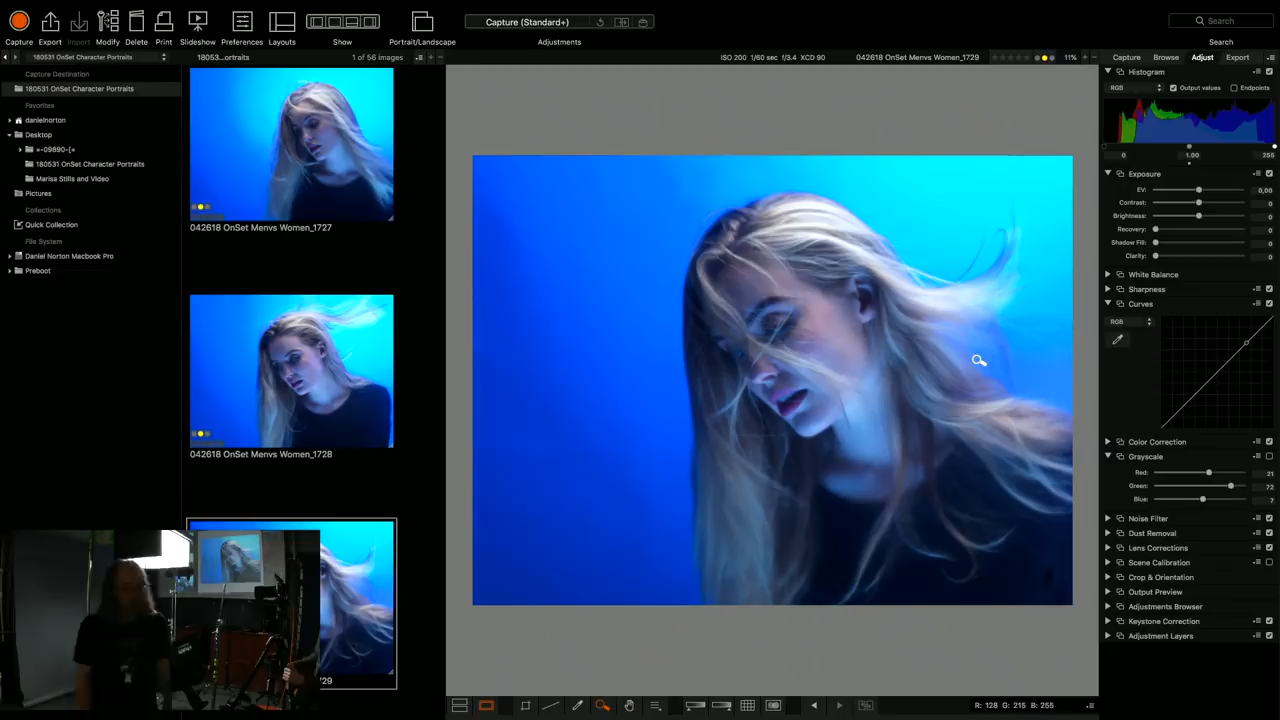 Capture Export Import Modify Delete Print Slideshow Preferences Layouts Show Portrait/Landscape
Capture (Standard+)
Adjustments
Search
Search
180531 OnSet Character Portraits
18053...ortraits
1 of 56 images
ISO 200 1/60 sec f/3.4 XCD 90
042618 OnSet Menvs Women_1729
11%
Capture Browse Adjust Export
Capture Destination
180531 OnSet Character Portraits
Favorites
danielnorton
Desktop
180531 OnSet Character Portraits
Marisa Stills and Video
Pictures
Collections
Quick Collection
File System
Daniel Norton Macbook Pro
Preboot
042618 OnSet Menvs Women_1727
042618 OnSet Menvs Women_1728
29
Histogram
RGB Output values Endpoints
0 1.00 255
Exposure
EV: 0,00
Contrast: 0
Brightness: 0
Recovery: 0
Shadow Fill: 0
Clarity: 0
White Balance
Sharpness
Curves
RGB
Color Correction
Grayscale
Red: 21
Green: 72
Blue: 7
Noise Filter
Dust Removal
Lens Corrections
Scene Calibration
Crop & Orientation
Output Preview
Adjustments Browser
Keystone Correction
Adjustment Layers
R: 128 G: 215 B: 255